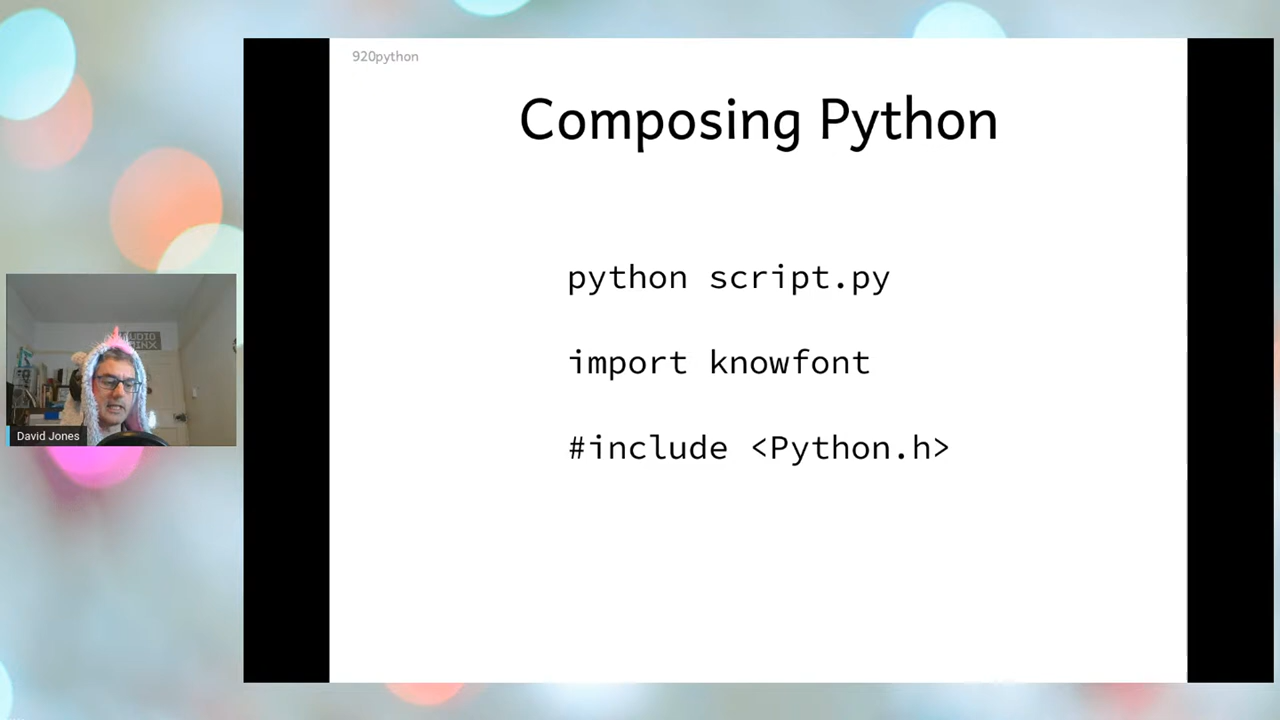 920python
Composing Python
python script.py
import knowfont
#include <Python.h>
David Jones